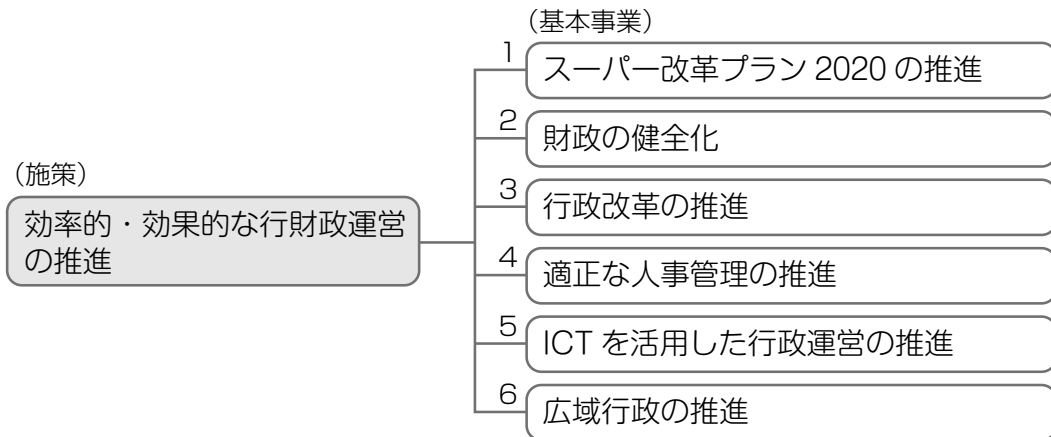 （基本事業）
1 スーパー改革プラン 2020 の推進
2 財政の健全化
（施策）
効率的・効果的な行財政運営
の推進
3 行政改革の推進
4 適正な人事管理の推進
5 ICT を活用した行政運営の推進
6 広域行政の推進